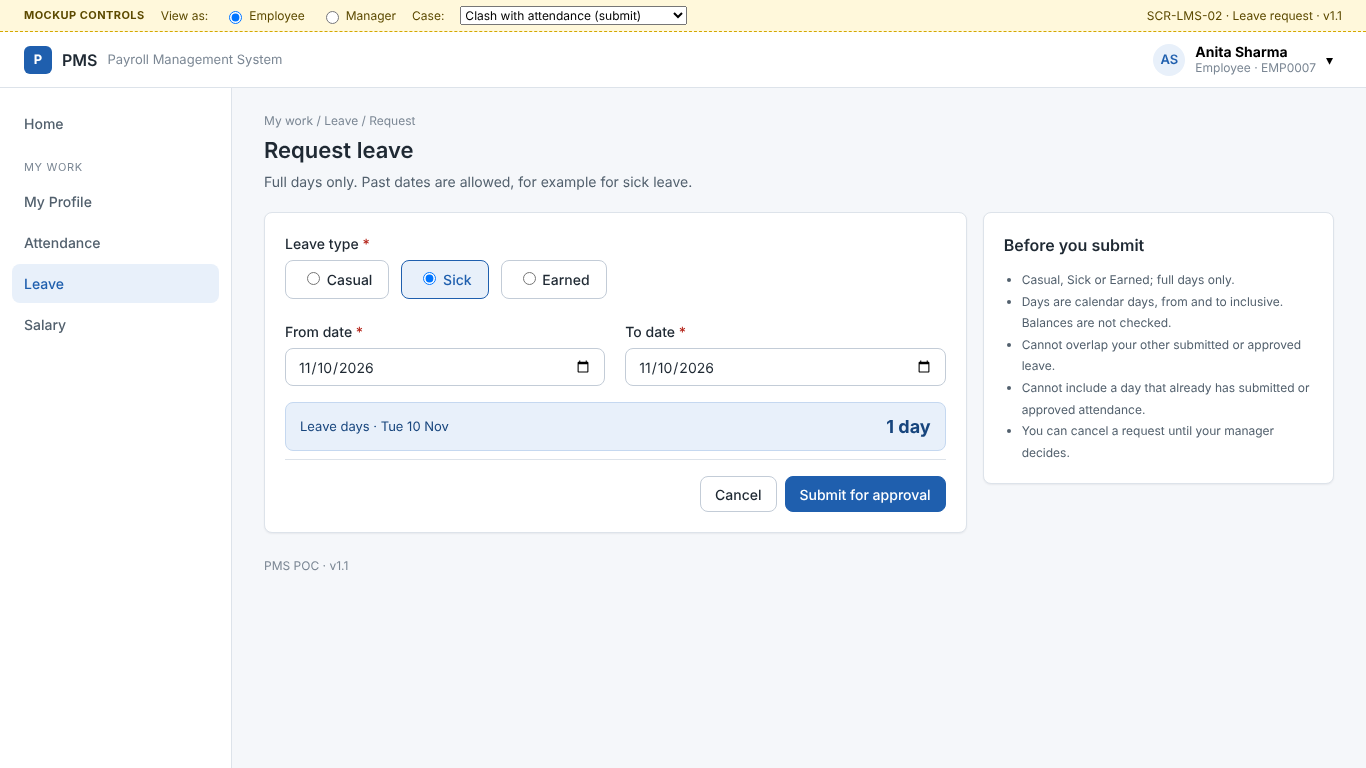 MOCKUP CONTROLS View as: Employee Manager Case: Clash with attendance (submit) SCR-LMS-02 · Leave request · v1.1
P PMS Payroll Management System AS Anita Sharma
Employee · EMP0007 ▼
Home
MY WORK
My Profile
Attendance
Leave
Salary
My work / Leave / Request
Request leave
Full days only. Past dates are allowed, for example for sick leave.
Leave type *
Casual Sick Earned
From date * To date *
11/10/2026 11/10/2026
Leave days · Tue 10 Nov 1 day
Cancel Submit for approval
Before you submit
• Casual, Sick or Earned; full days only.
• Days are calendar days, from and to inclusive.
Balances are not checked.
• Cannot overlap your other submitted or approved
leave.
• Cannot include a day that already has submitted or
approved attendance.
• You can cancel a request until your manager
decides.
PMS POC · v1.1